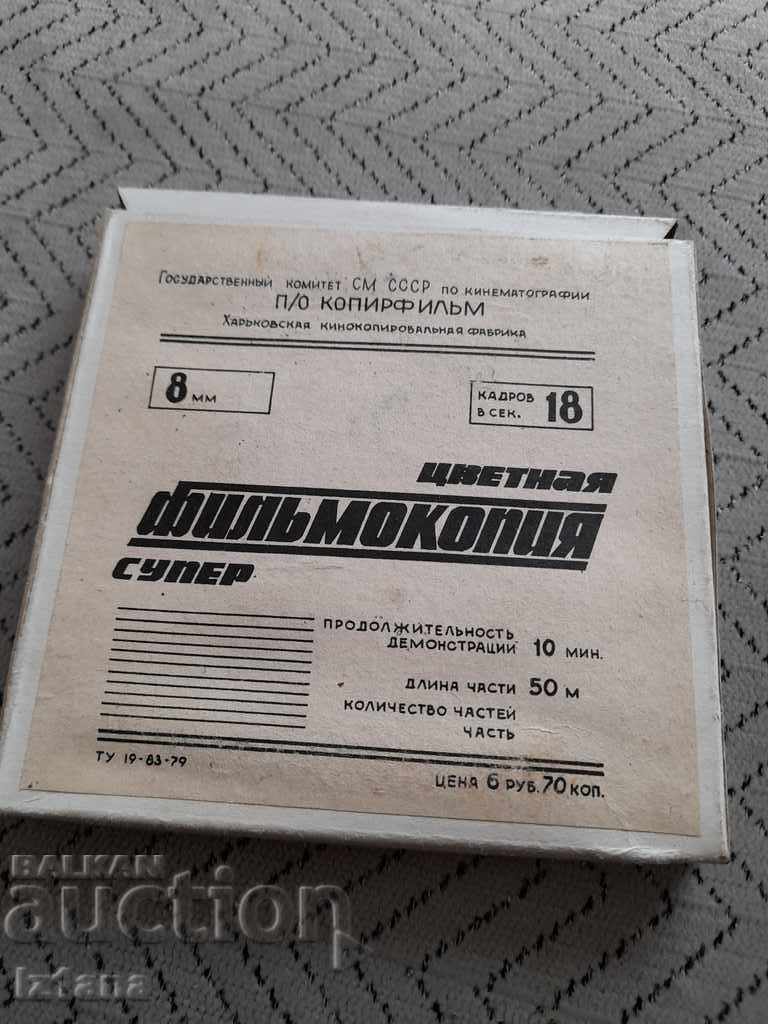 Государственный комитет СМ СССР по кинематографии
П/О КОПИРФИЛЬМ
Харьковская кинокопировальная фабрика
8 мм
КАДРОВ В СЕК. 18
цветная
фильмокопия
супер
ПРОДОЛЖИТЕЛЬНОСТЬ
ДЕМОНСТРАЦИИ 10 МИН.
ДЛИНА ЧАСТИ 50 М
КОЛИЧЕСТВО ЧАСТЕЙ
ЧАСТЬ
ТУ 19-83-79
ЦЕНА 6 РУБ. 70 КОП.
BALKAN
auction
Iztana